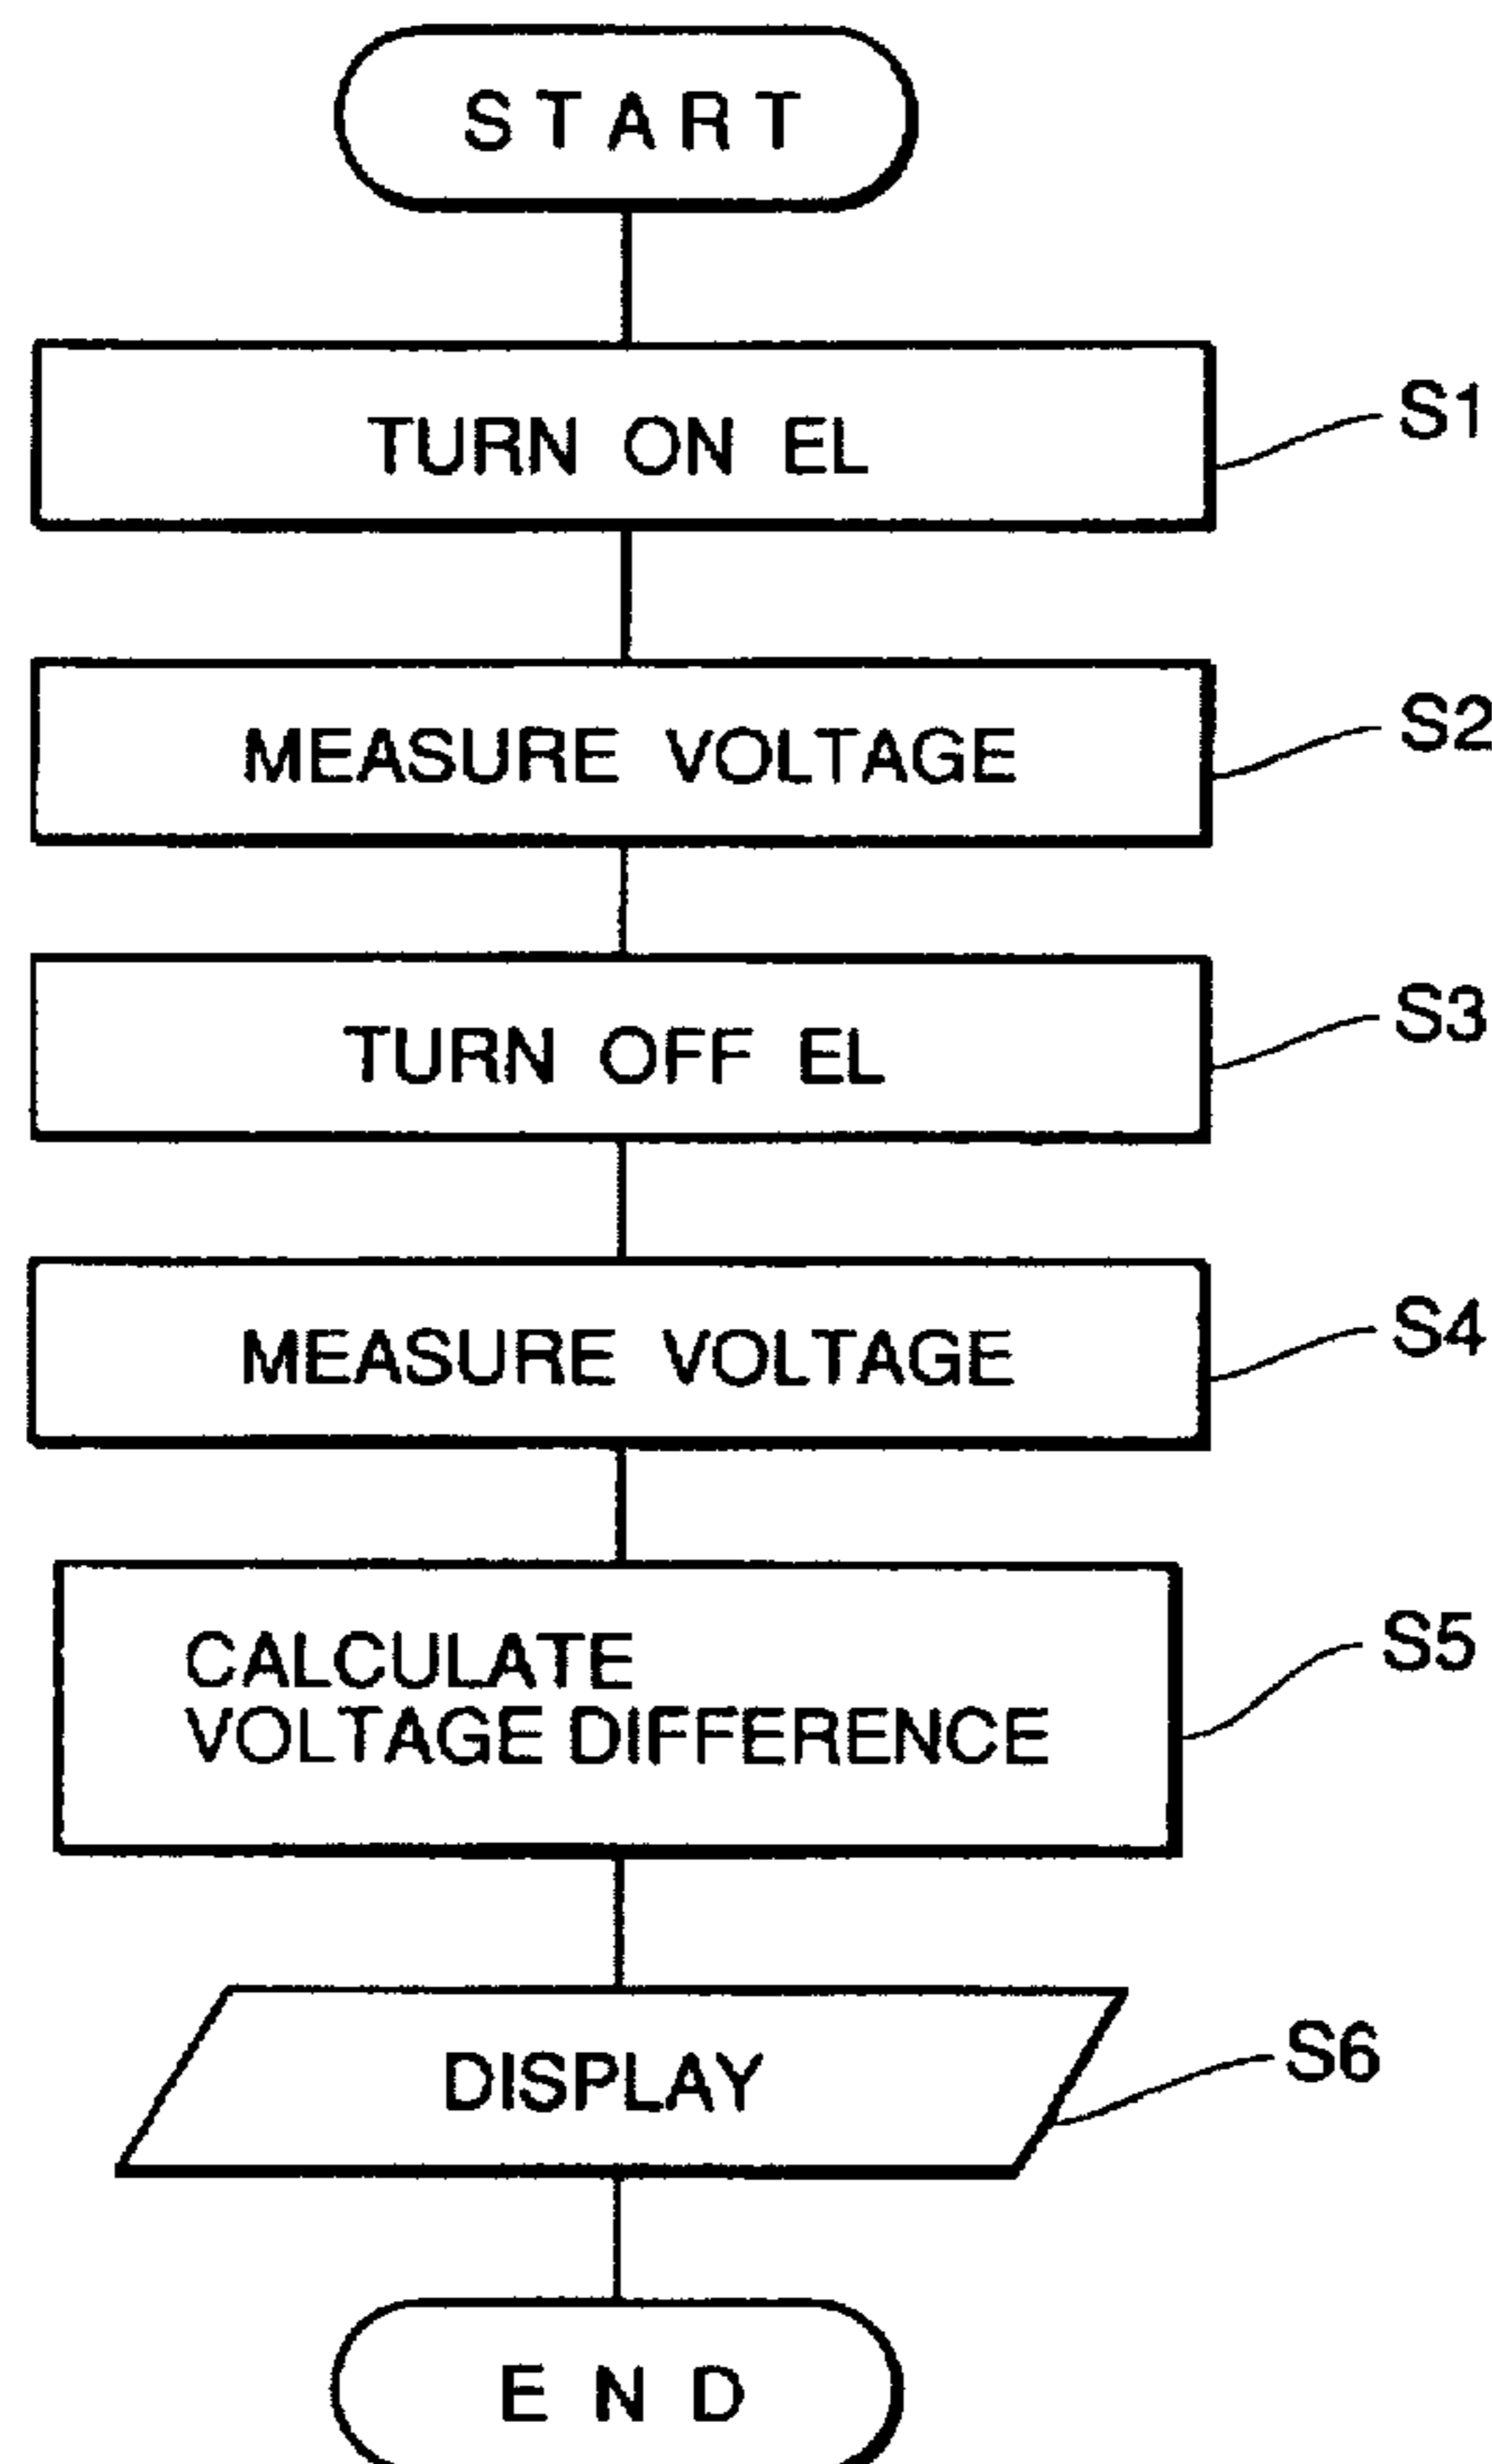 START
TURN ON EL
S1
MEASURE VOLTAGE
S2
TURN OFF EL
S3
MEASURE VOLTAGE
S4
CALCULATE
VOLTAGE DIFFERENCE
S5
DISPLAY
S6
END